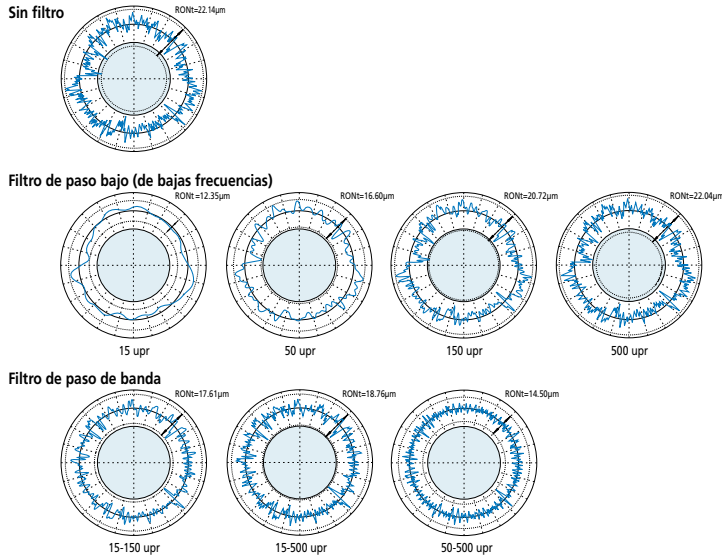 Sin filtro
RONt=22.14µm
Filtro de paso bajo (de bajas frecuencias)
RONt=12.35µm
RONt=16.60µm
RONt=20.72µm
RONt=22.04µm
15 upr
50 upr
150 upr
500 upr
Filtro de paso de banda
RONt=17.61µm
RONt=18.76µm
RONt=14.50µm
15-150 upr
15-500 upr
50-500 upr